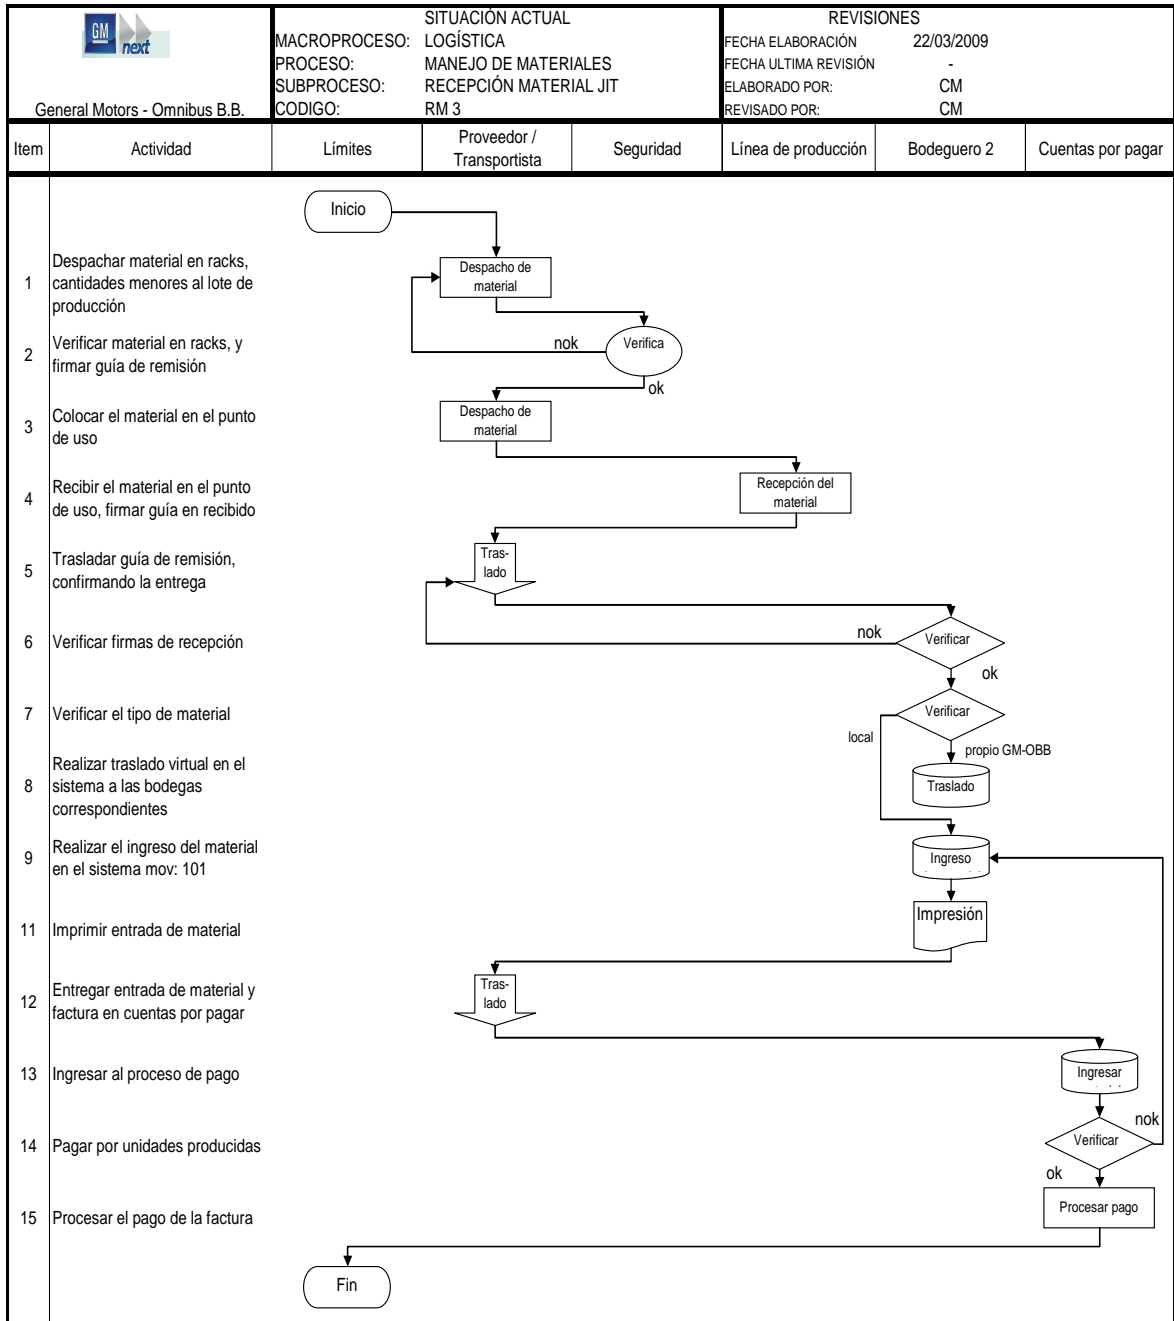 GM
next
General Motors - Omnibus B.B.
SITUACIÓN ACTUAL
MACROPROCESO: LOGÍSTICA
PROCESO: MANEJO DE MATERIALES
SUBPROCESO: RECEPCIÓN MATERIAL JIT
CODIGO: RM 3
REVISIONES
FECHA ELABORACIÓN 22/03/2009
FECHA ULTIMA REVISIÓN -
ELABORADO POR: CM
REVISADO POR: CM
Item
Actividad
Límites
Proveedor /
Transportista
Seguridad
Línea de producción
Bodeguero 2
Cuentas por pagar
Inicio
1
Despachar material en racks,
cantidades menores al lote de
producción
Despacho de
material
2
Verificar material en racks, y
firmar guía de remisión
nok
Verifica
ok
3
Colocar el material en el punto
de uso
Despacho de
material
4
Recibir el material en el punto
de uso, firmar guía en recibido
Recepción del
material
5
Trasladar guía de remisión,
confirmando la entrega
Tras-
lado
6
Verificar firmas de recepción
nok
Verificar
ok
7
Verificar el tipo de material
Verificar
local
propio GM-OBB
8
Realizar traslado virtual en el
sistema a las bodegas
correspondientes
Traslado
9
Realizar el ingreso del material
en el sistema mov: 101
Ingreso
11
Imprimir entrada de material
Impresión
12
Entregar entrada de material y
factura en cuentas por pagar
Tras-
lado
13
Ingresar al proceso de pago
Ingresar
14
Pagar por unidades producidas
Verificar
nok
ok
15
Procesar el pago de la factura
Procesar pago
Fin